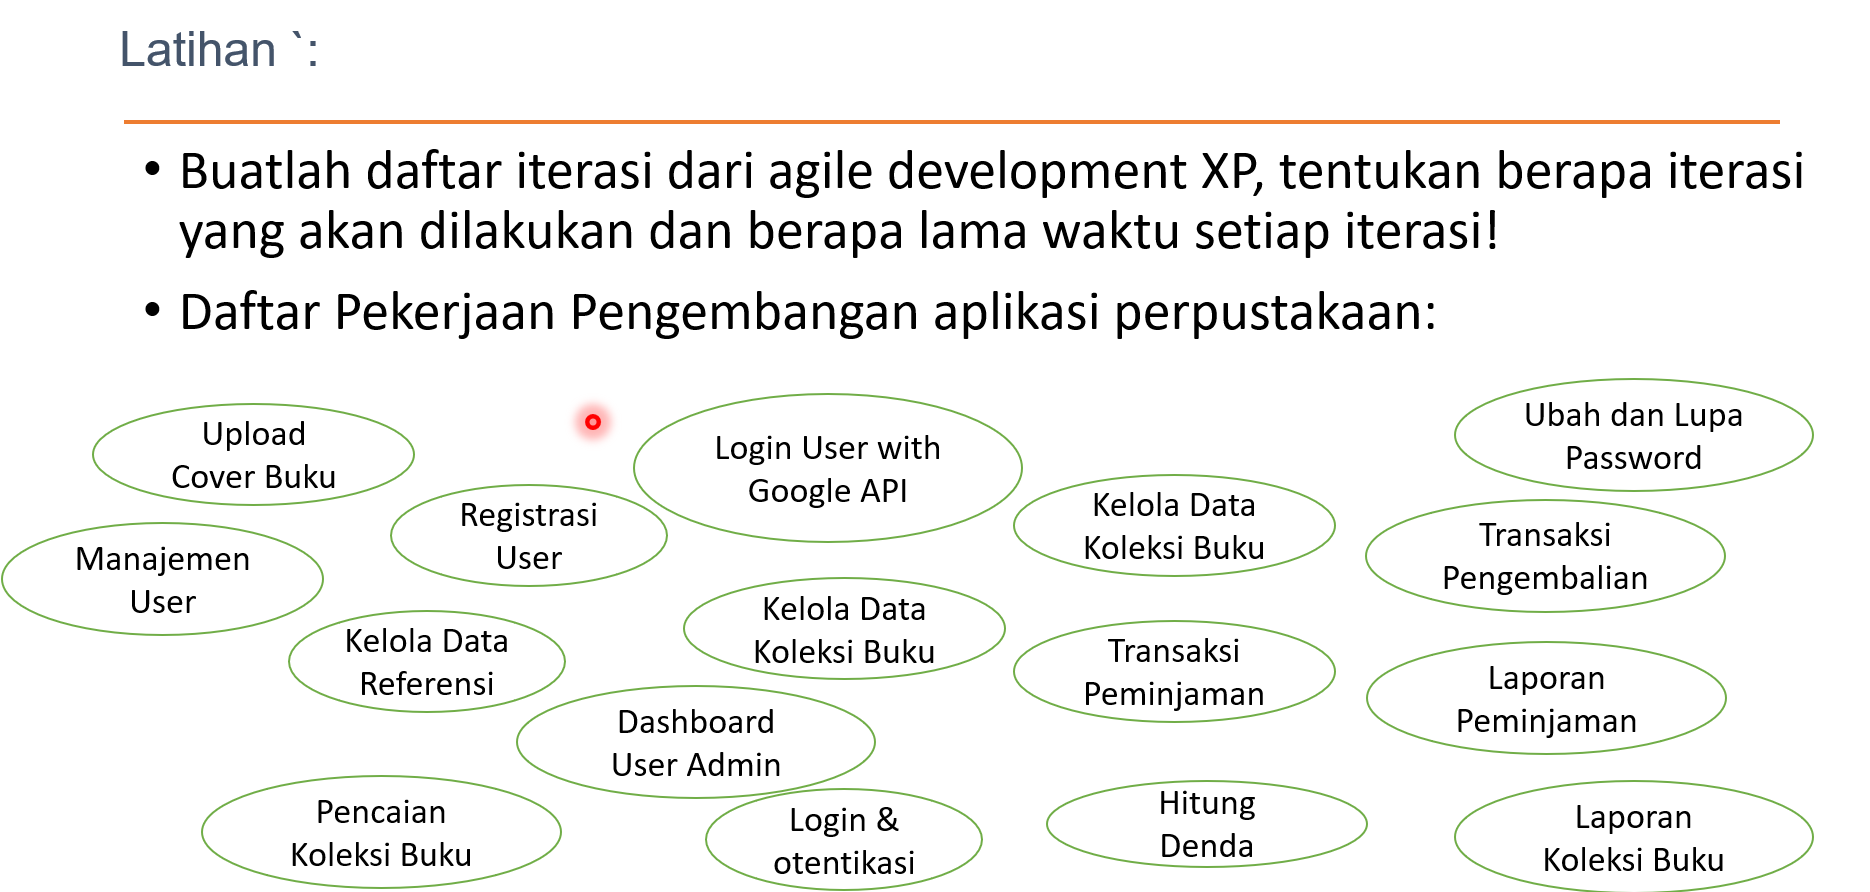 Latihan `:
• Buatlah daftar iterasi dari agile development XP, tentukan berapa iterasi
yang akan dilakukan dan berapa lama waktu setiap iterasi!
• Daftar Pekerjaan Pengembangan aplikasi perpustakaan:
Upload
Cover Buku
Login User with
Google API
Ubah dan Lupa
Password
Registrasi
User
Kelola Data
Koleksi Buku
Transaksi
Pengembalian
Manajemen
User
Kelola Data
Referensi
Kelola Data
Koleksi Buku
Transaksi
Peminjaman
Laporan
Peminjaman
Dashboard
User Admin
Pencaian
Koleksi Buku
Login &
otentikasi
Hitung
Denda
Laporan
Koleksi Buku